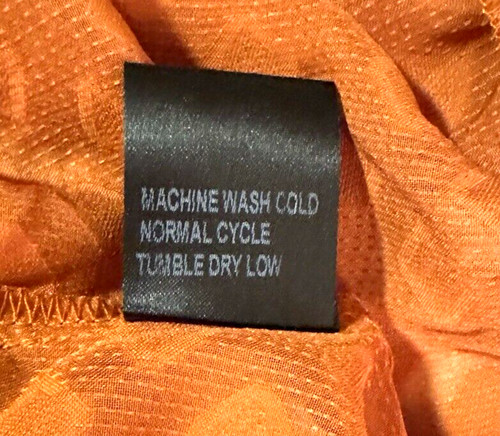 MACHINE WASH COLD
NORMAL CYCLE
TUMBLE DRY LOW